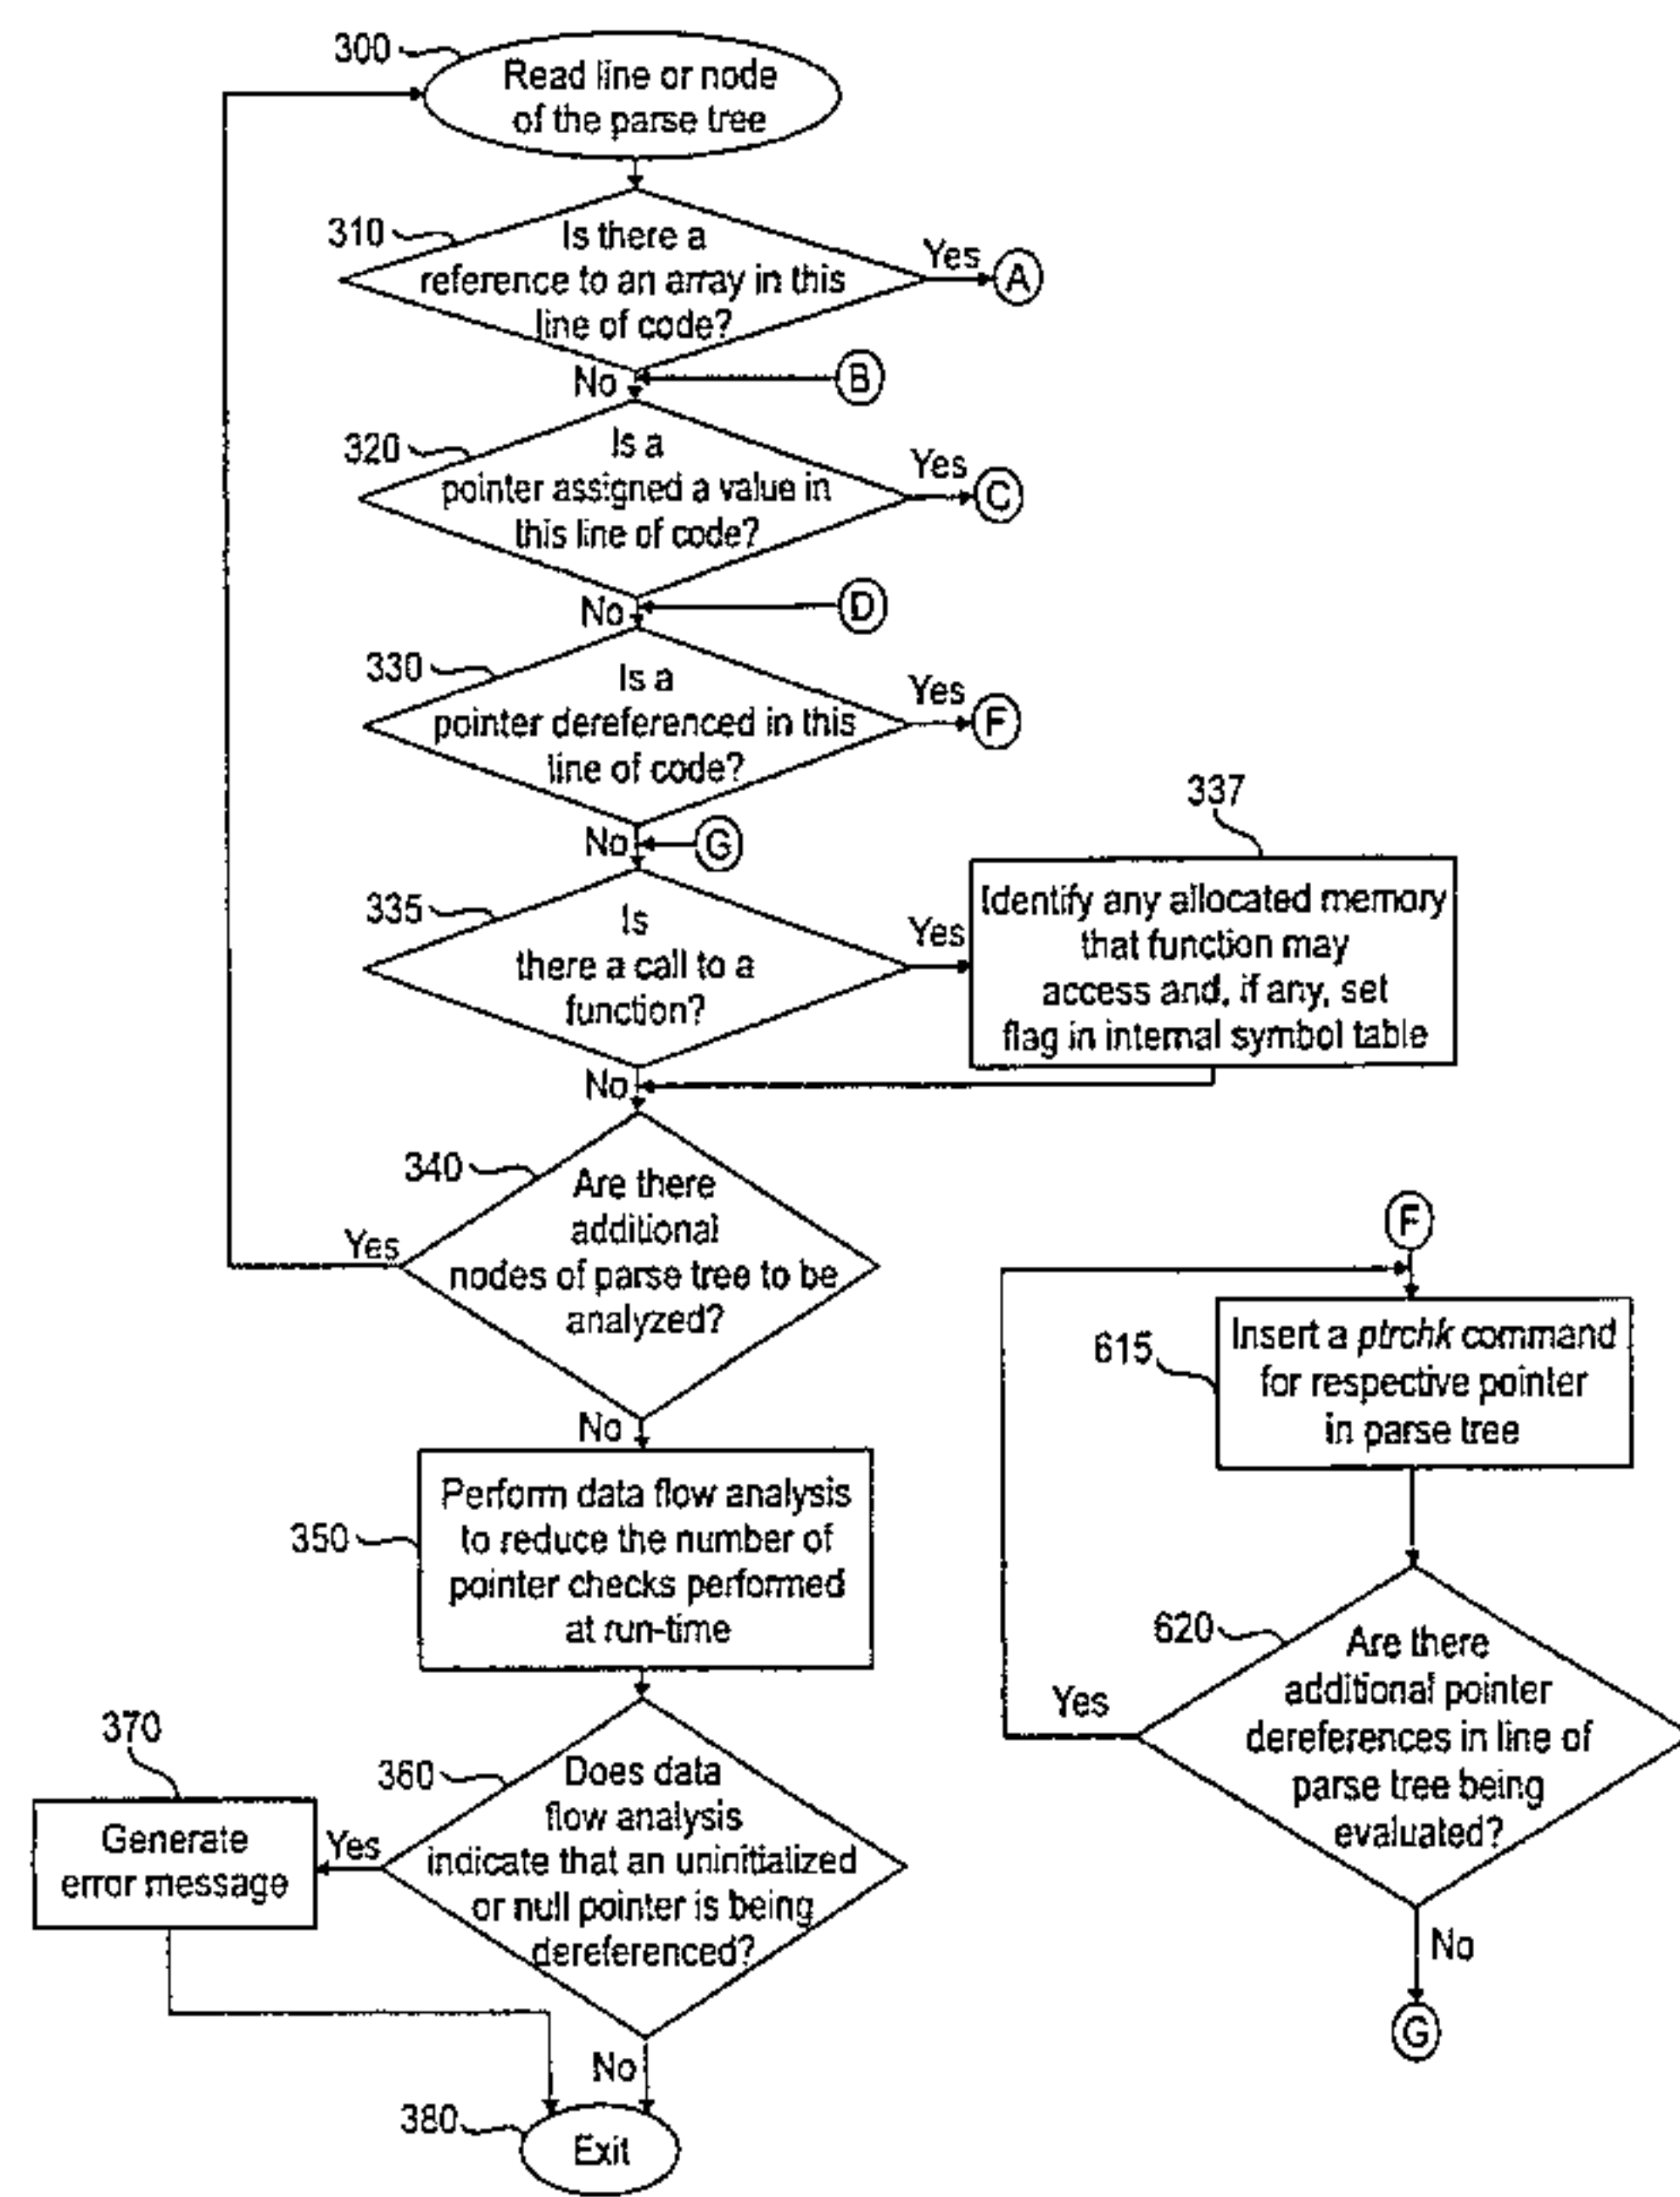 300
Read line or node
of the parse tree
310
Is there a
reference to an array in this
line of code?
Yes
A
No
B
320
Is a
pointer assigned a value in
this line of code?
Yes
C
No
D
330
Is a
pointer dereferenced in this
line of code?
Yes
F
No
G
337
335
Is
there a call to a
function?
Yes
Identify any allocated memory
that function may
access and, if any, set
flag in internal symbol table
No
340
Are there
additional
nodes of parse tree to be
analyzed?
Yes
No
350
Perform data flow analysis
to reduce the number of
pointer checks performed
at run-time
360
Does data
flow analysis
indicate that an uninitialized
or null pointer is being
dereferenced?
Yes
370
Generate
error message
No
380
Exit
F
615
Insert a ptrchk command
for respective pointer
in parse tree
620
Are there
additional pointer
dereferences in line of
parse tree being
evaluated?
Yes
No
G